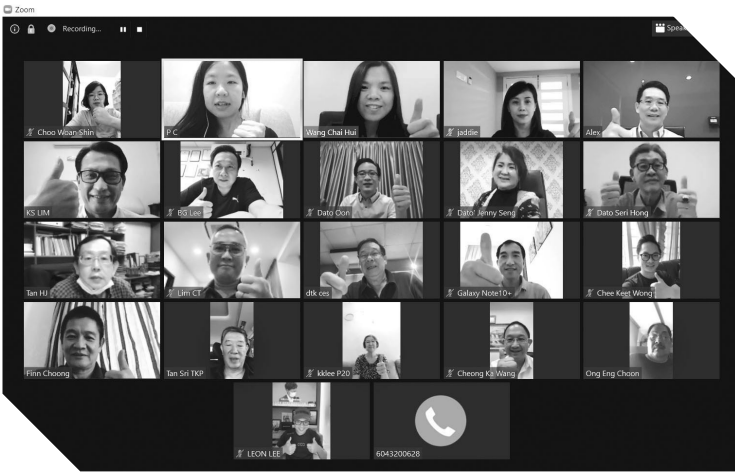 Zoom
Recording...
Speak
Choo Woan Shin
P C
Wang Chai Hui
jaddie
Alex
KS LIM
BG Lee
Dato Oon
Dato' Jenny Seng
Dato Seri Hong
Tan HJ
Lim CT
dtk ces
Galaxy Note10+
Chee Keet Wong
Finn Choong
Tan Sri TKP
kklee P20
Cheong Ka Wang
Ong Eng Choon
LEON LEE
6043200628